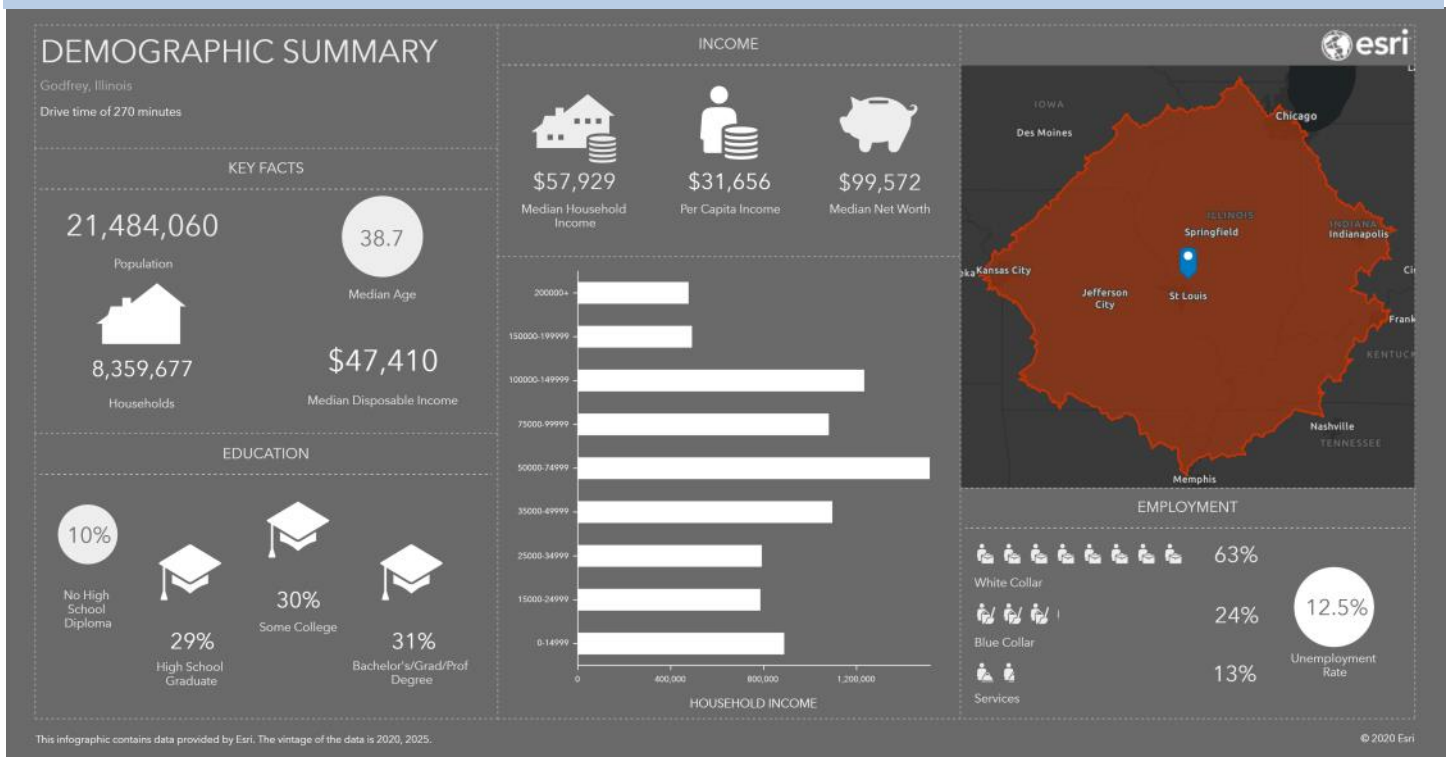 DEMOGRAPHIC SUMMARY
Godfrey, Illinois
Drive time of 270 minutes
KEY FACTS
21,484,060
Population
38.7
Median Age
8,359,677
Households
$47,410
Median Disposable Income
EDUCATION
10%
No High
School
Diploma
29%
High School
Graduate
30%
Some College
31%
Bachelor's/Grad/Prof
Degree
INCOME
$57,929
Median Household
Income
$31,656
Per Capita Income
$99,572
Median Net Worth
200000+
150000-199999
100000-149999
75000-99999
50000-74999
35000-49999
25000-34999
15000-24999
0-14999
0
400,000
800,000
1,200,000
HOUSEHOLD INCOME
esri
IOWA
Des Moines
Chicago
ILLINOIS
Springfield
INDIANA
Indianapolis
eka
Kansas City
Ci
Jefferson
City
St Louis
Frank
KENTUCK
Nashville
TENNESSEE
Memphis
EMPLOYMENT
63%
White Collar
24%
Blue Collar
13%
Services
12.5%
Unemployment
Rate
This infographic contains data provided by Esri. The vintage of the data is 2020, 2025.
© 2020 Esri